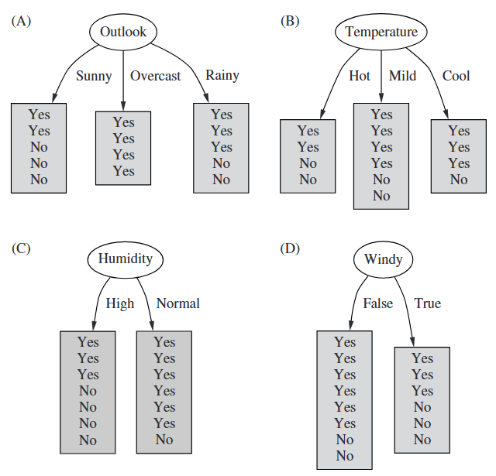 (A)
Outlook
Sunny
Overcast
Rainy
Yes
Yes
No
No
No
Yes
Yes
Yes
Yes
Yes
Yes
Yes
No
No
(B)
Temperature
Hot
Mild
Cool
Yes
Yes
No
No
Yes
Yes
Yes
Yes
No
No
Yes
Yes
Yes
No
(C)
Humidity
High
Normal
Yes
Yes
Yes
No
No
No
No
Yes
Yes
Yes
Yes
Yes
Yes
No
(D)
Windy
False
True
Yes
Yes
Yes
Yes
Yes
Yes
No
No
Yes
Yes
Yes
No
No
No